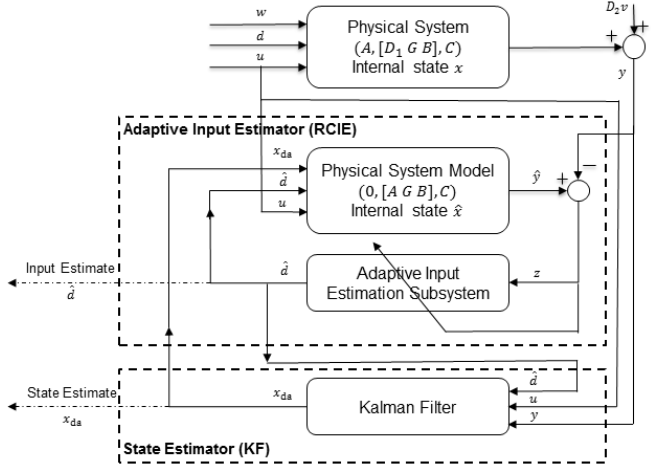 w
d
u
Physical System
(A, [D₁ G B], C)
Internal state x
D₂v
+
+
y
Adaptive Input Estimator (RCIE)
x_da
d̂
u
Physical System Model
(0, [A G B], C)
Internal state x̂
ŷ
+
−
Input Estimate
d̂
d̂
Adaptive Input
Estimation Subsystem
z
State Estimate
x_da
x_da
Kalman Filter
d̂
u
y
State Estimator (KF)